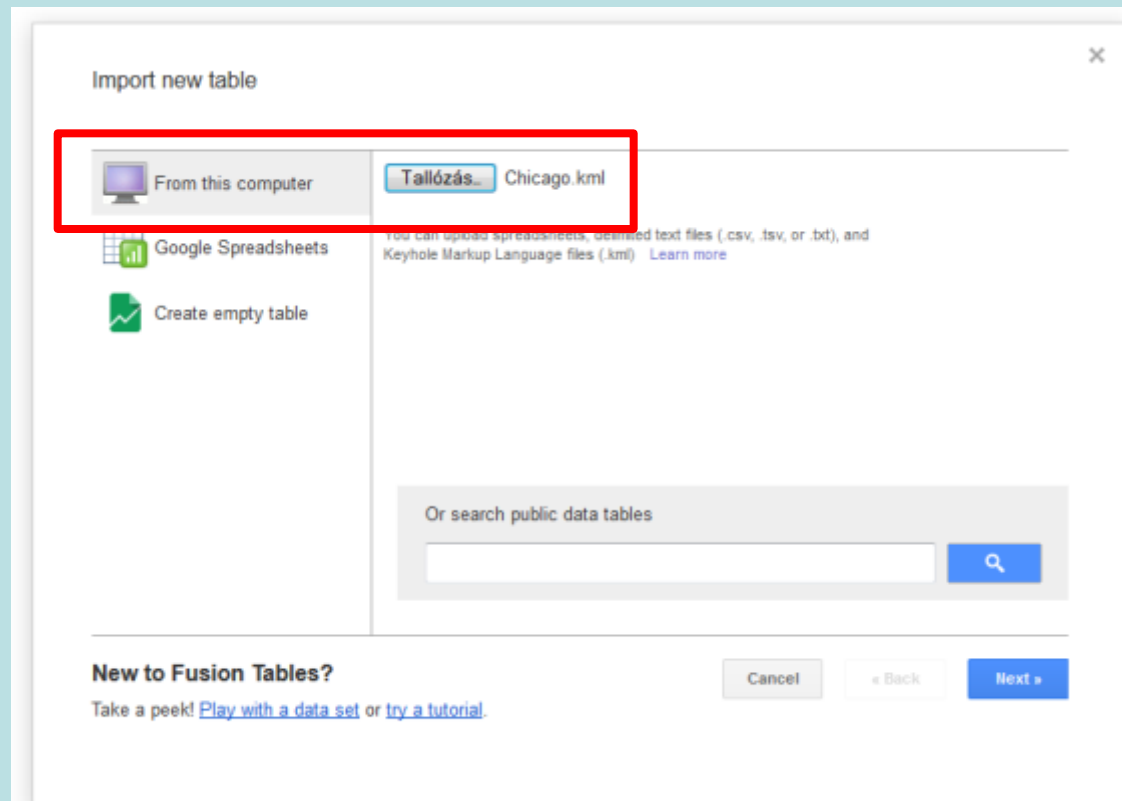 ×
Import new table
From this computer
Tallózás.. Chicago.kml
Google Spreadsheets
You can upload spreadsheets, delimited text files (.csv, .tsv, or .txt), and
Keyhole Markup Language files (.kml) Learn more
Create empty table
Or search public data tables
New to Fusion Tables?
Cancel
« Back
Next »
Take a peek! Play with a data set or try a tutorial.